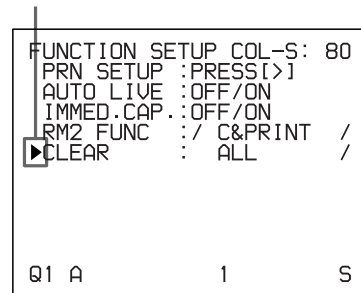 FUNCTION SETUP COL-S: 80
PRN SETUP :PRESS[>]
AUTO LIVE :OFF/ON
IMMED.CAP.:OFF/ON
RM2 FUNC :/ C&PRINT /
▶CLEAR : ALL /
Q1 A 1 S